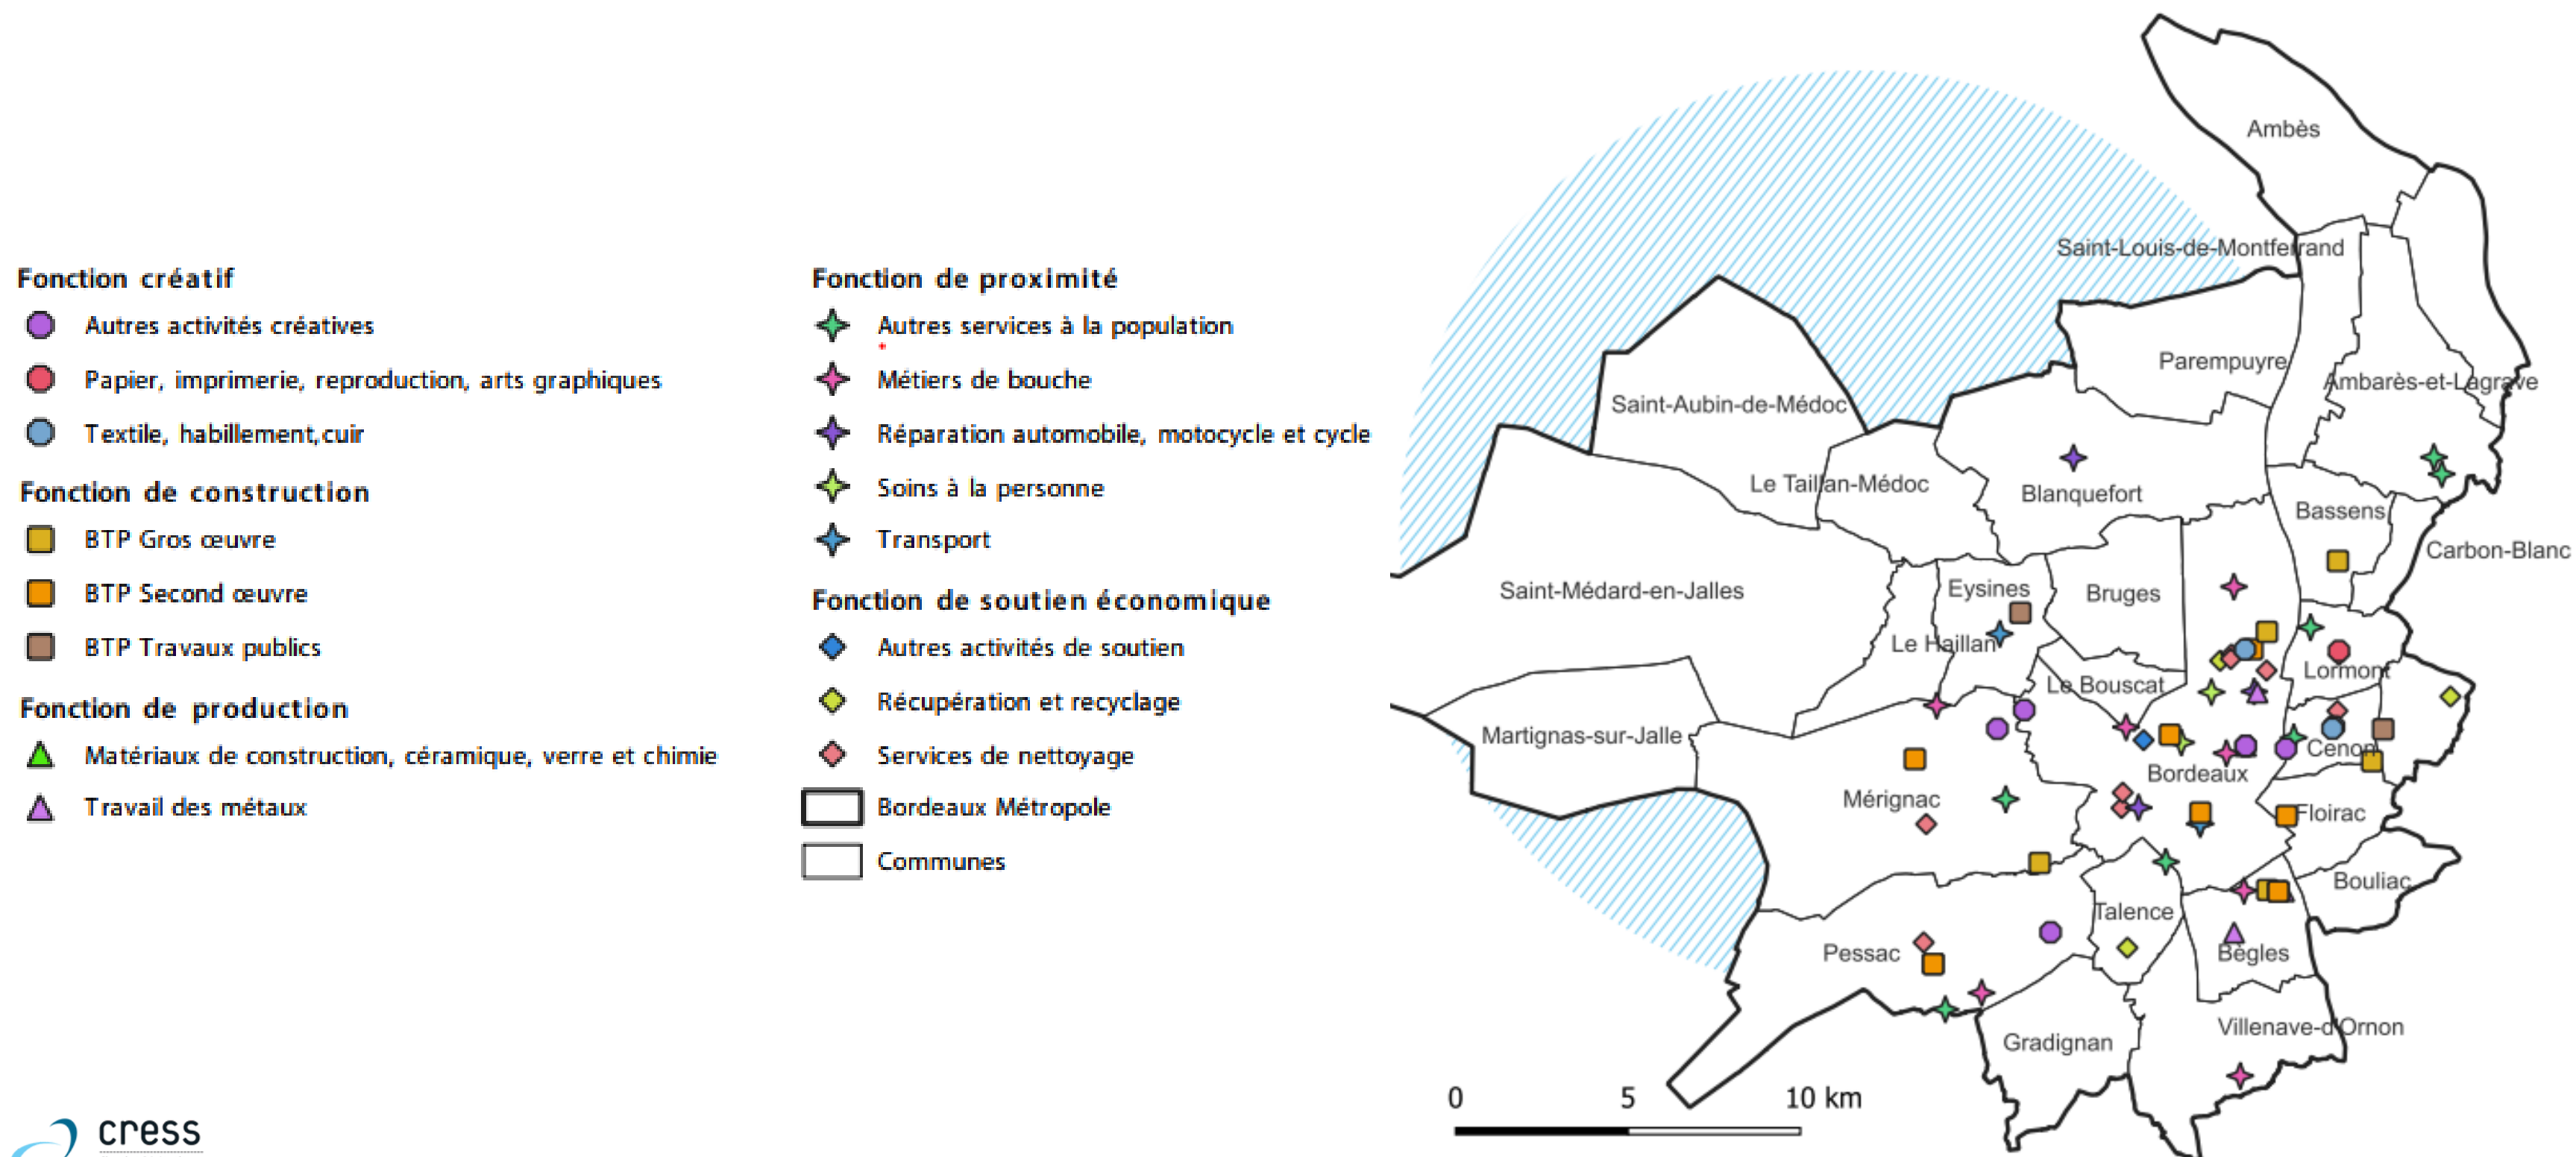 Fonction créatif
Autres activités créatives
Papier, imprimerie, reproduction, arts graphiques
Textile, habillement,cuir
Fonction de construction
BTP Gros œuvre
BTP Second œuvre
BTP Travaux publics
Fonction de production
Matériaux de construction, céramique, verre et chimie
Travail des métaux
cress
Fonction de proximité
Autres services à la population
Métiers de bouche
Réparation automobile, motocycle et cycle
Soins à la personne
Transport
Fonction de soutien économique
Autres activités de soutien
Récupération et recyclage
Services de nettoyage
Bordeaux Métropole
Communes
Ambès
Saint-Louis-de-Montferrand
Parempuyre
Ambarès-et-Lagrave
Saint-Aubin-de-Médoc
Le Taillan-Médoc
Blanquefort
Bassens
Carbon-Blanc
Saint-Médard-en-Jalles
Eysines
Bruges
Le Haillan
Lormont
Le Bouscat
Martignas-sur-Jalle
Cenon
Bordeaux
Mérignac
Floirac
Bouliac
Talence
Pessac
Bègles
Villenave-d'Ornon
Gradignan
0 5 10 km